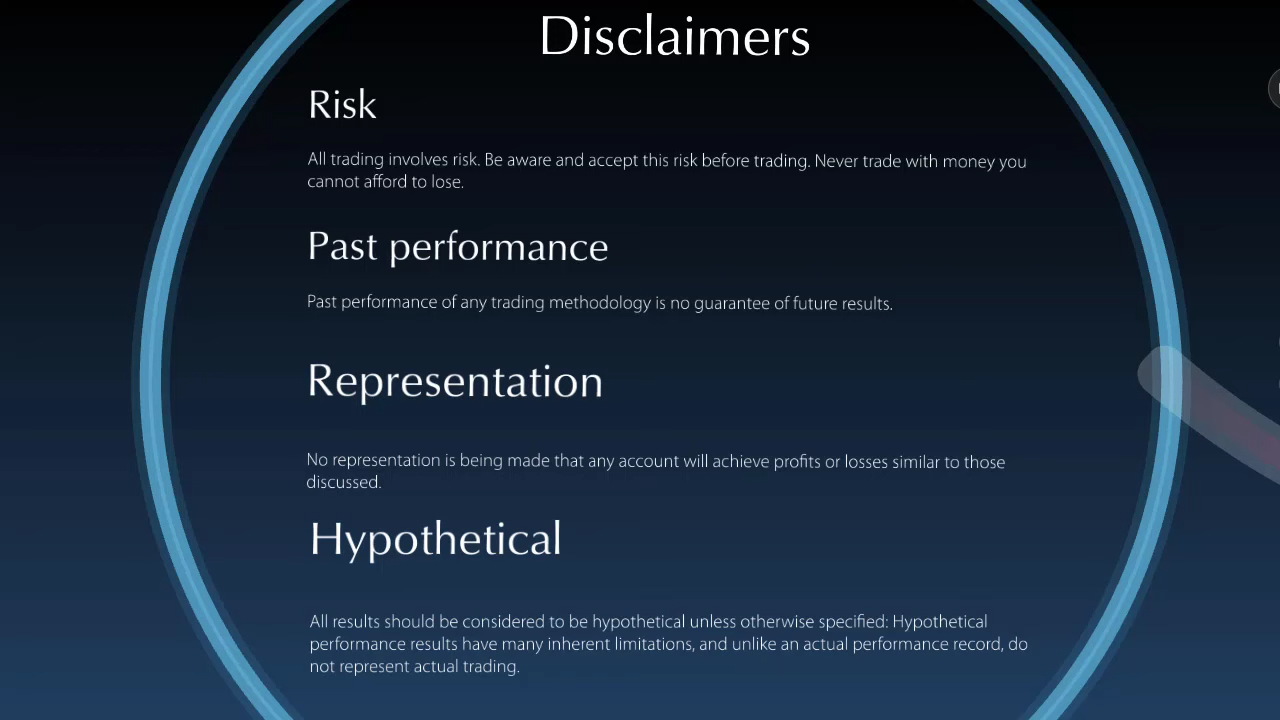 Disclaimers
Risk
All trading involves risk. Be aware and accept this risk before trading. Never trade with money you
cannot afford to lose.
Past performance
Past performance of any trading methodology is no guarantee of future results.
Representation
No representation is being made that any account will achieve profits or losses similar to those
discussed.
Hypothetical
All results should be considered to be hypothetical unless otherwise specified: Hypothetical
performance results have many inherent limitations, and unlike an actual performance record, do
not represent actual trading.